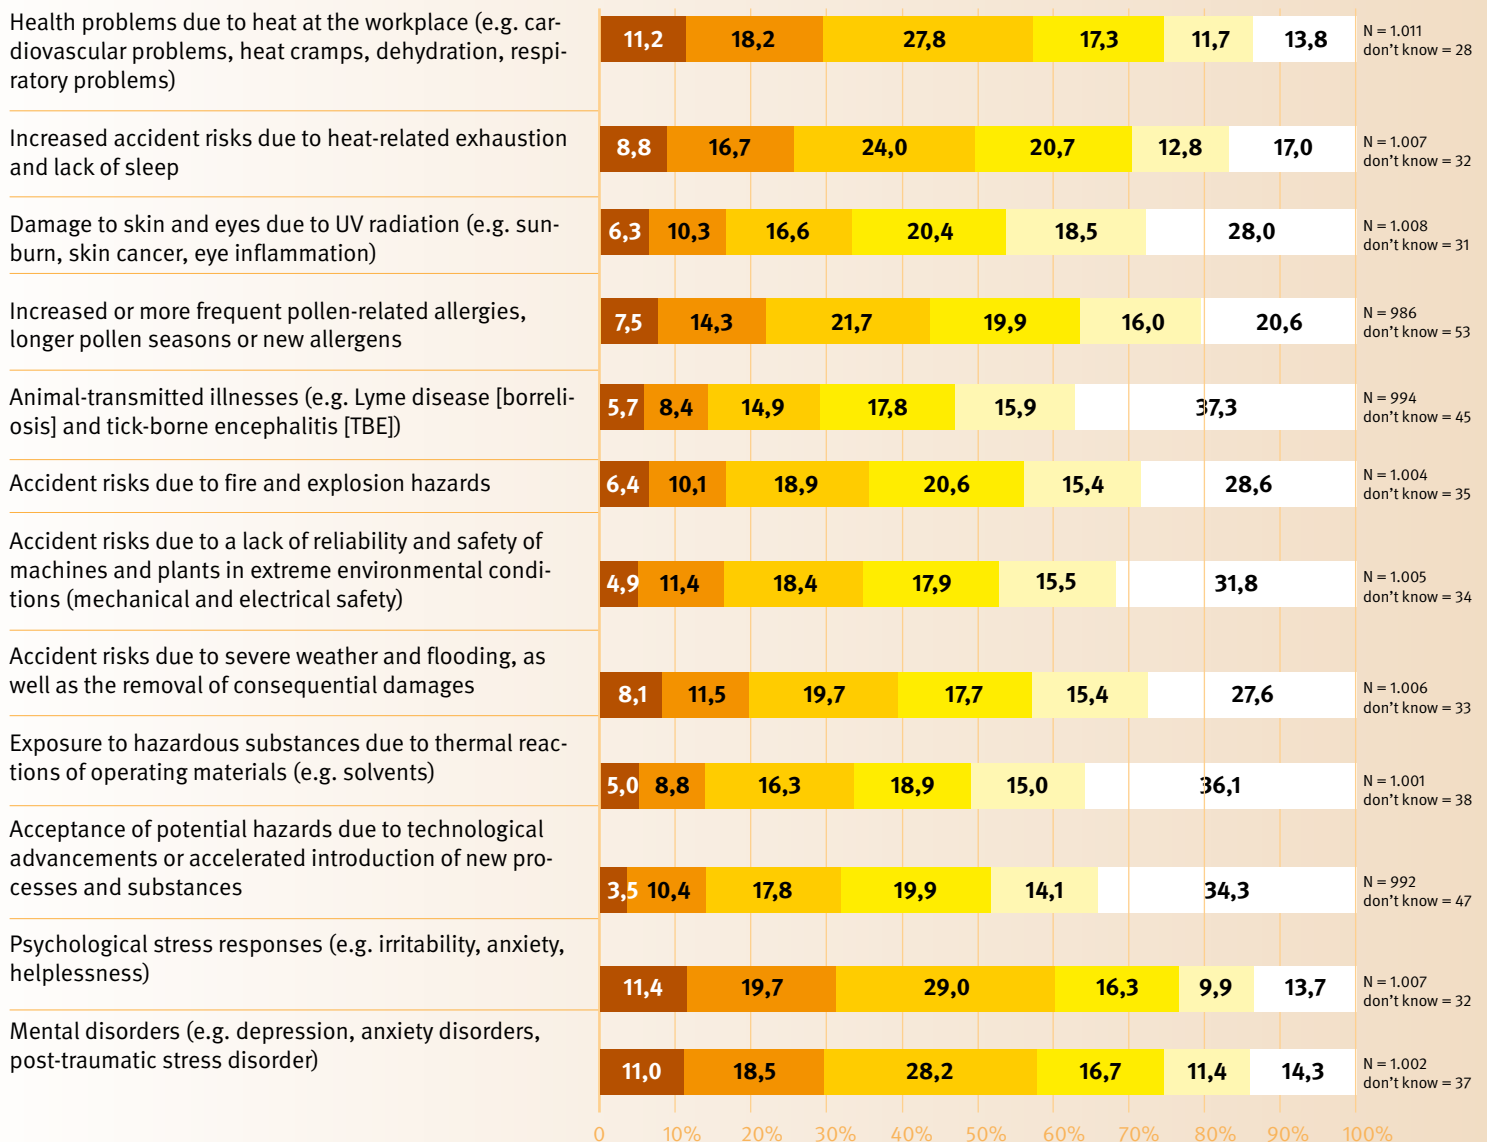 Health problems due to heat at the workplace (e.g. car-
diovascular problems, heat cramps, dehydration, respi-
ratory problems)
11,2 18,2 27,8 17,3 11,7 13,8
N = 1.011
don't know = 28
Increased accident risks due to heat-related exhaustion
and lack of sleep
8,8 16,7 24,0 20,7 12,8 17,0
N = 1.007
don't know = 32
Damage to skin and eyes due to UV radiation (e.g. sun-
burn, skin cancer, eye inflammation)
6,3 10,3 16,6 20,4 18,5 28,0
N = 1.008
don't know = 31
Increased or more frequent pollen-related allergies,
longer pollen seasons or new allergens
7,5 14,3 21,7 19,9 16,0 20,6
N = 986
don't know = 53
Animal-transmitted illnesses (e.g. Lyme disease [borreli-
osis] and tick-borne encephalitis [TBE])
5,7 8,4 14,9 17,8 15,9 37,3
N = 994
don't know = 45
Accident risks due to fire and explosion hazards
6,4 10,1 18,9 20,6 15,4 28,6
N = 1.004
don't know = 35
Accident risks due to a lack of reliability and safety of
machines and plants in extreme environmental condi-
tions (mechanical and electrical safety)
4,9 11,4 18,4 17,9 15,5 31,8
N = 1.005
don't know = 34
Accident risks due to severe weather and flooding, as
well as the removal of consequential damages
8,1 11,5 19,7 17,7 15,4 27,6
N = 1.006
don't know = 33
Exposure to hazardous substances due to thermal reac-
tions of operating materials (e.g. solvents)
5,0 8,8 16,3 18,9 15,0 36,1
N = 1.001
don't know = 38
Acceptance of potential hazards due to technological
advancements or accelerated introduction of new pro-
cesses and substances
3,5 10,4 17,8 19,9 14,1 34,3
N = 992
don't know = 47
Psychological stress responses (e.g. irritability, anxiety,
helplessness)
11,4 19,7 29,0 16,3 9,9 13,7
N = 1.007
don't know = 32
Mental disorders (e.g. depression, anxiety disorders,
post-traumatic stress disorder)
11,0 18,5 28,2 16,7 11,4 14,3
N = 1.002
don't know = 37
0 10% 20% 30% 40% 50% 60% 70% 80% 90% 100%